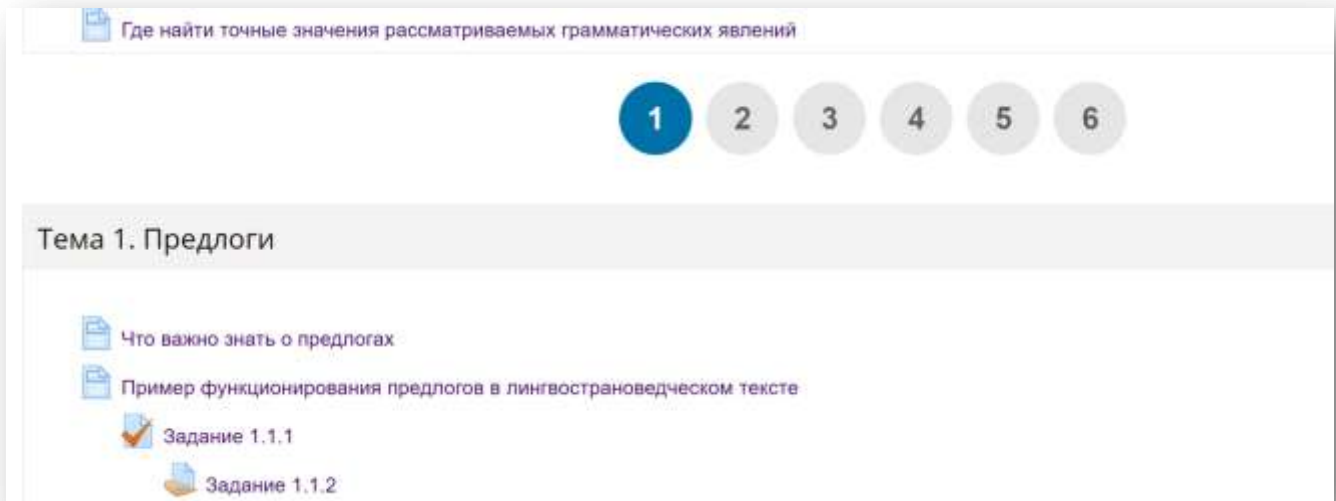 Где найти точные значения рассматриваемых грамматических явлений
1 2 3 4 5 6
Тема 1. Предлоги
Что важно знать о предлогах
Пример функционирования предлогов в лингвострановедческом тексте
Задание 1.1.1
Задание 1.1.2